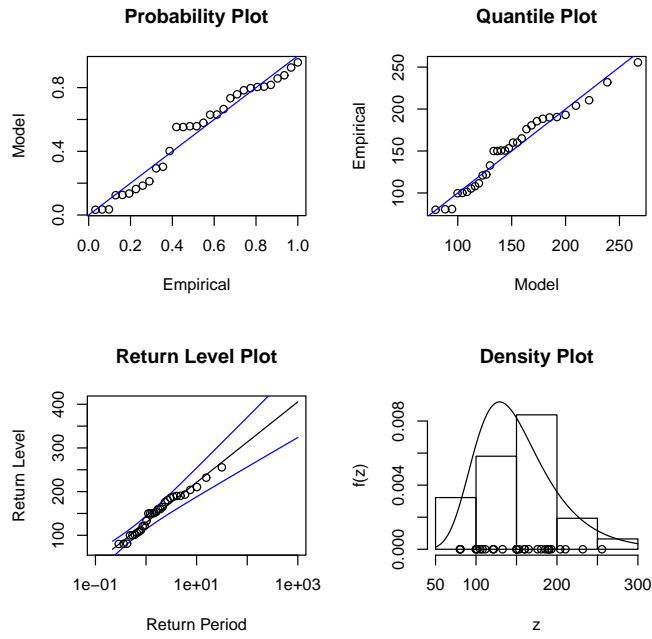 Probability Plot
Model
0.0 0.4 0.8
0.0 0.2 0.4 0.6 0.8 1.0
Empirical
Quantile Plot
Empirical
100 150 200 250
100 150 200 250
Model
Return Level Plot
Return Level
100 200 300 400
1e−01 1e+01 1e+03
Return Period
Density Plot
f(z)
0.000 0.004 0.008
50 100 200 300
z